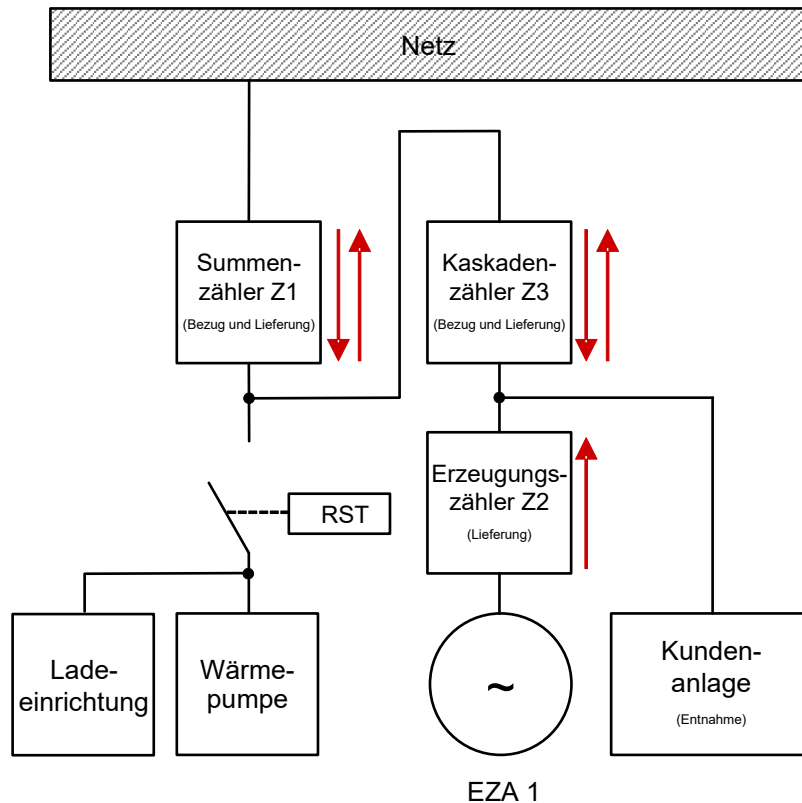 Netz
Summen-
zähler Z1
(Bezug und Lieferung)
Kaskaden-
zähler Z3
(Bezug und Lieferung)
Erzeugungs-
zähler Z2
(Lieferung)
RST
Lade-
einrichtung
Wärme-
pumpe
~
Kunden-
anlage
(Entnahme)
EZA 1